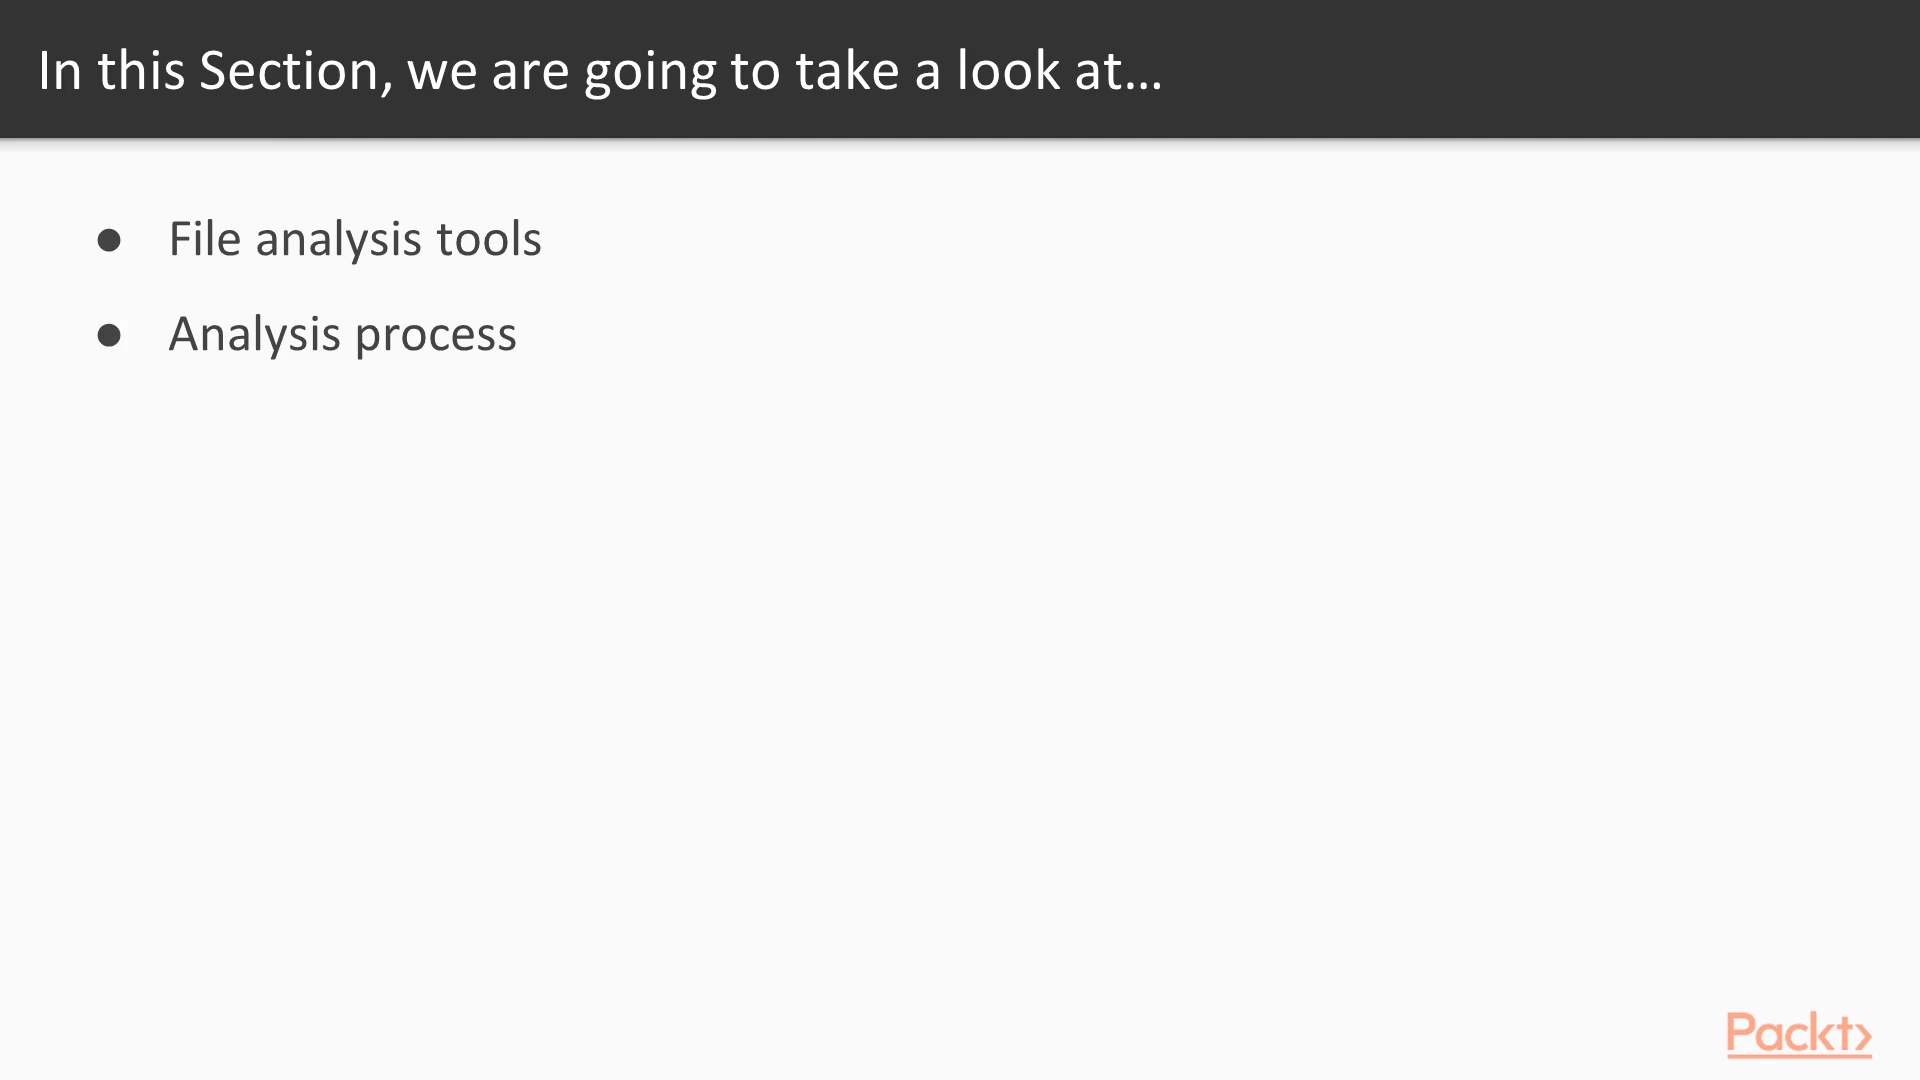 In this Section, we are going to take a look at...
● File analysis tools
● Analysis process
Packt>